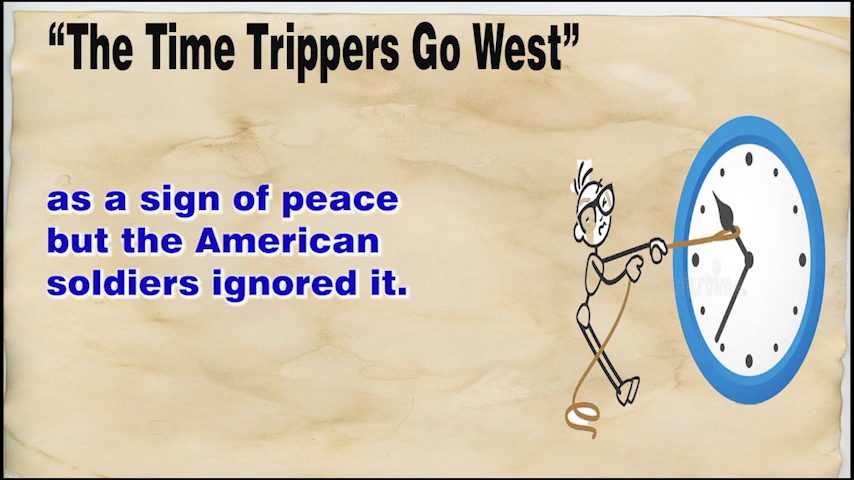 “The Time Trippers Go West”
as a sign of peace
but the American
soldiers ignored it.